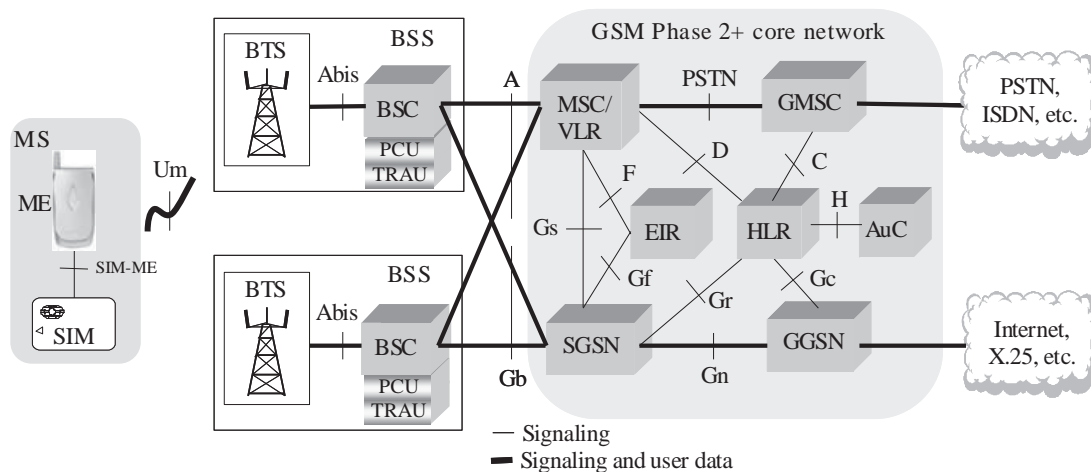 GSM Phase 2+ core network
BSS
BTS
Abis
BSC
PCU
TRAU
A
MSC/
VLR
PSTN
GMSC
PSTN,
ISDN, etc.
MS
ME
Um
SIM-ME
SIM
D
C
F
H
Gs
EIR
HLR
AuC
Gf
Gr
Gc
BSS
BTS
Abis
BSC
PCU
TRAU
Gb
SGSN
Gn
GGSN
Internet,
X.25, etc.
Signaling
Signaling and user data